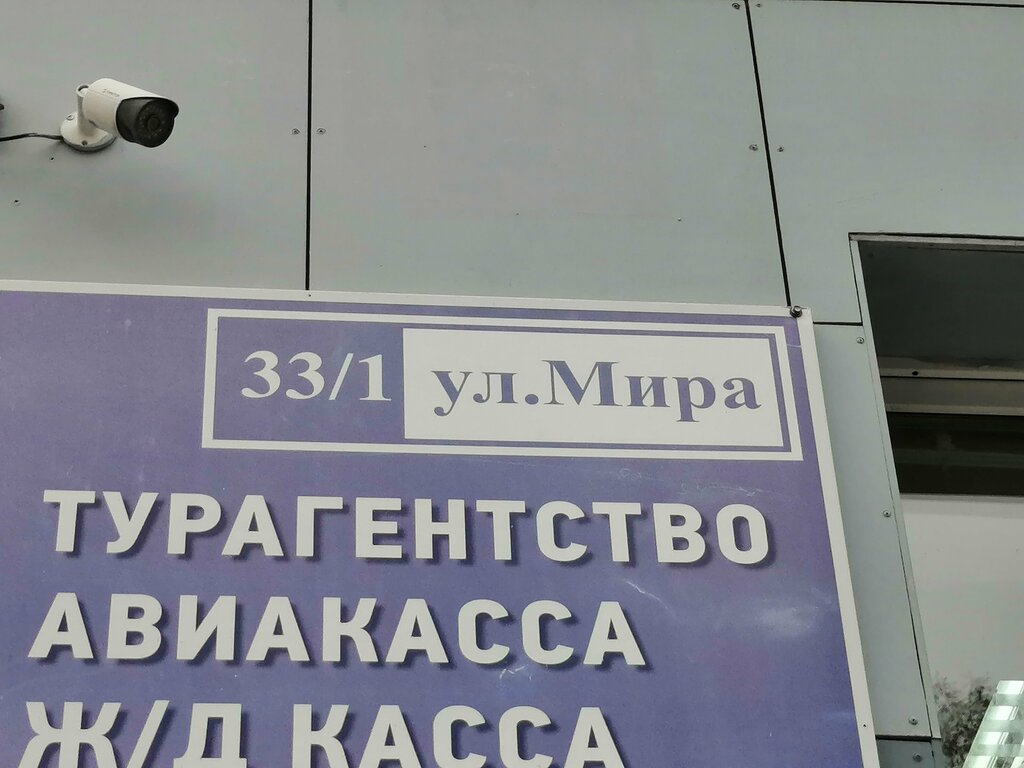 33/1 ул.Мира
ТУРАГЕНТСТВО
АВИАКАССА
Ж/Д КАССА